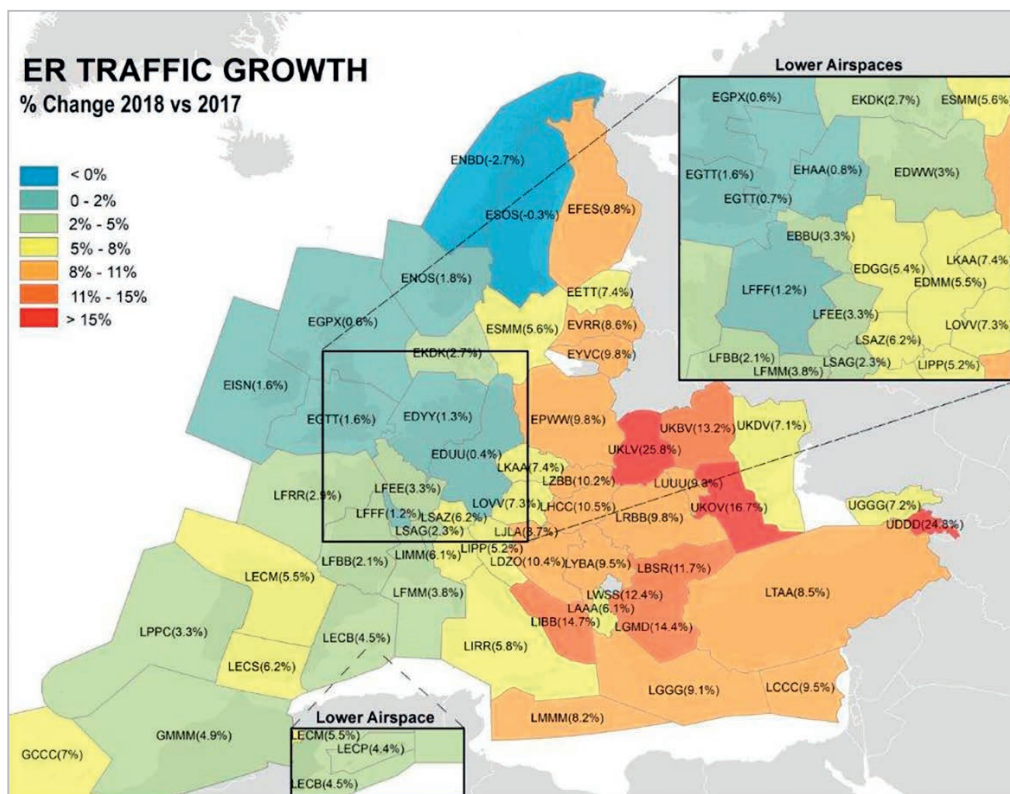 ER TRAFFIC GROWTH
% Change 2018 vs 2017
< 0%
0 - 2%
2% - 5%
5% - 8%
8% - 11%
11% - 15%
> 15%
Lower Airspaces
EGPX(0.6%)
EKDK(2.7%)
ESMM(5.6%)
EGTT(1.6%)
EHAA(0.8%)
EDWW(3%)
EGTT(0.7%)
EBBU(3.3%)
EDGG(5.4%)
LKAA(7.4%)
EDMM(5.5%)
LFFF(1.2%)
LFEE(3.3%)
LOVV(7.3%)
LSAZ(6.2%)
LFBB(2.1%)
LSAG(2.3%)
LIPP(5.2%)
LFMM(3.8%)
ENBD(-2.7%)
ESOS(-0.3%)
EFES(9.8%)
ENOS(1.8%)
EETT(7.4%)
EGPX(0.6%)
ESMM(5.6%)
EVRR(8.6%)
EKDK(2.7%)
EYVC(9.8%)
EISN(1.6%)
EGTT(1.6%)
EDYY(1.3%)
EPWW(9.8%)
UKBV(13.2%)
UKDV(7.1%)
UKLV(25.8%)
EDUU(0.4%)
LKAA(7.4%)
LZBB(10.2%)
LUUU(9.3%)
LFEE(3.3%)
LFRR(2.9%)
LOVV(7.3%)
LHCC(10.5%)
UKOV(16.7%)
UGGG(7.2%)
LFFF(1.2%)
LSAZ(6.2%)
LRBB(9.8%)
UDDD(24.8%)
LSAG(2.3%)
LJLA(8.7%)
LIPP(5.2%)
LFBB(2.1%)
LIMM(6.1%)
LDZO(10.4%)
LYBA(9.5%)
LBSR(11.7%)
LECM(5.5%)
LFMM(3.8%)
LWSS(12.4%)
LTAA(8.5%)
LAAA(6.1%)
LPPC(3.3%)
LECB(4.5%)
LIBB(14.7%)
LGMD(14.4%)
LIRR(5.8%)
LECS(6.2%)
LGGG(9.1%)
LCCC(9.5%)
GMMM(4.9%)
LMMM(8.2%)
GCCC(7%)
Lower Airspace
LECM(5.5%)
LECP(4.4%)
LECB(4.5%)